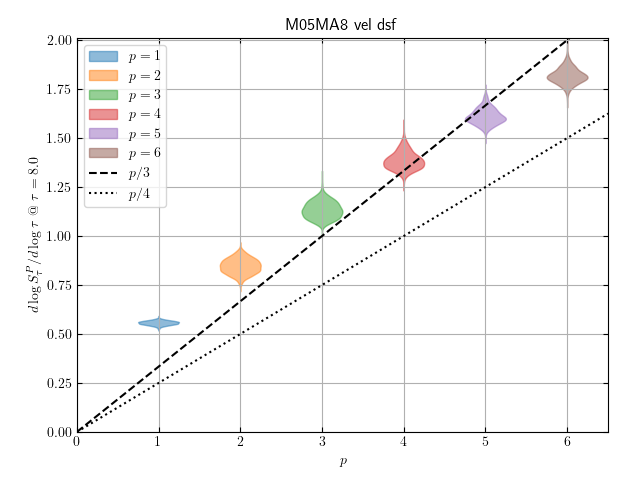 M05MA8 vel dsf
d log S_τ^p / d log τ @ τ = 8.0
2.00
1.75
1.50
1.25
1.00
0.75
0.50
0.25
0.00
p = 1
p = 2
p = 3
p = 4
p = 5
p = 6
p/3
p/4
0 1 2 3 4 5 6
p